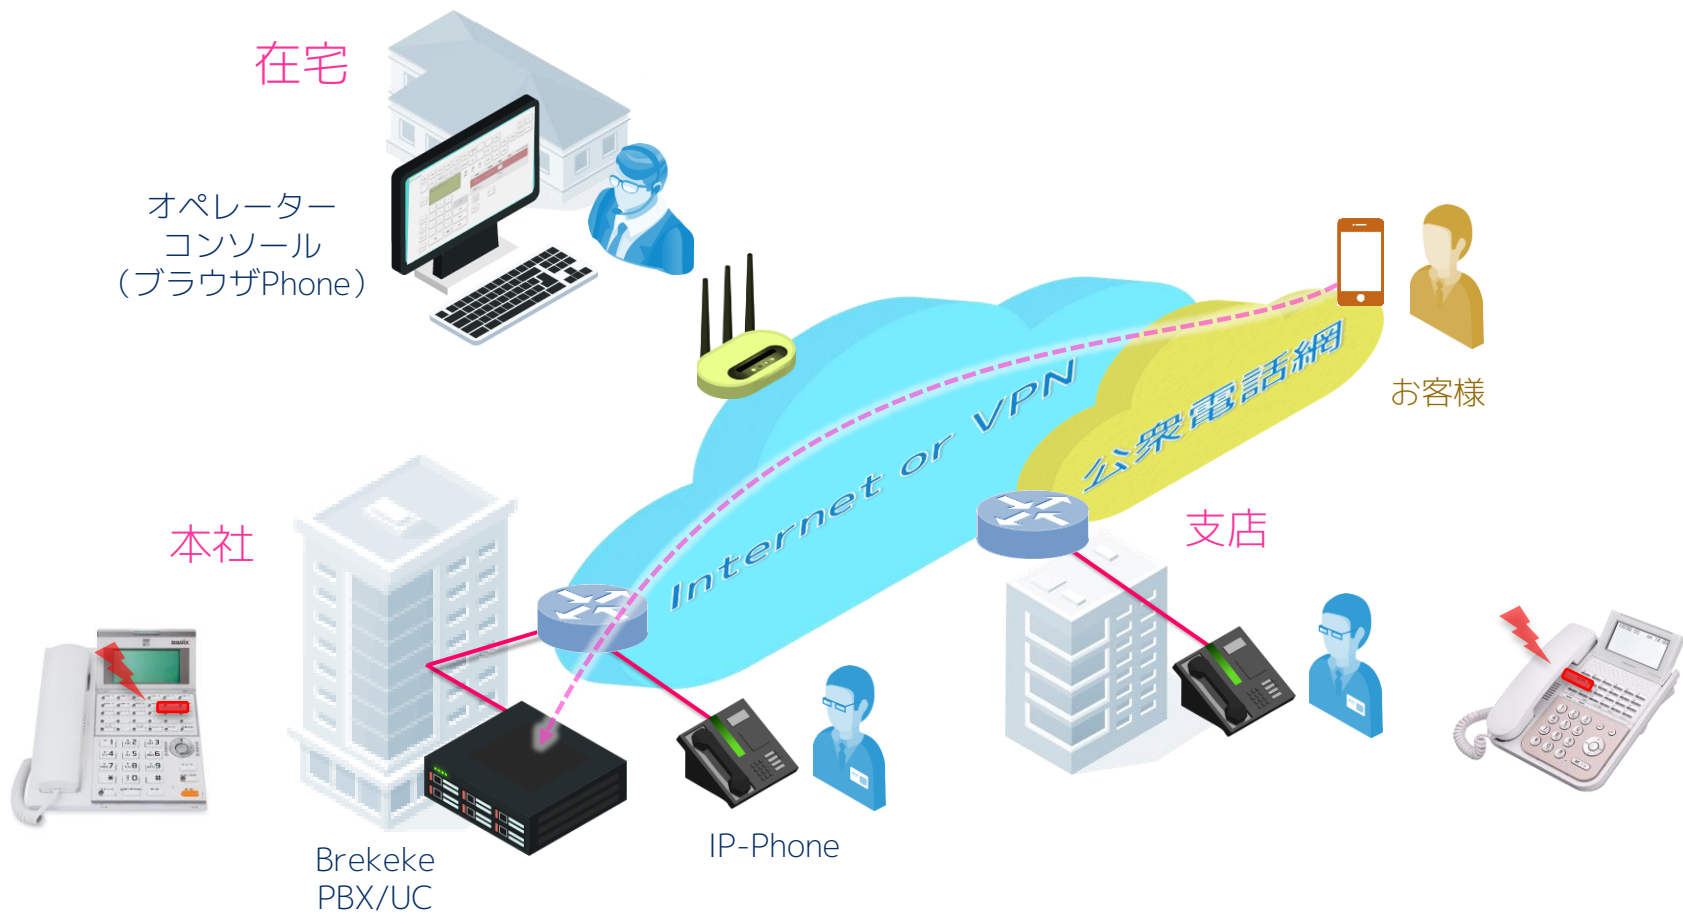 在宅
オペレーター
コンソール
（ブラウザPhone）
お客様
公衆電話網
Internet or VPN
本社
支店
IP-Phone
Brekeke
PBX/UC